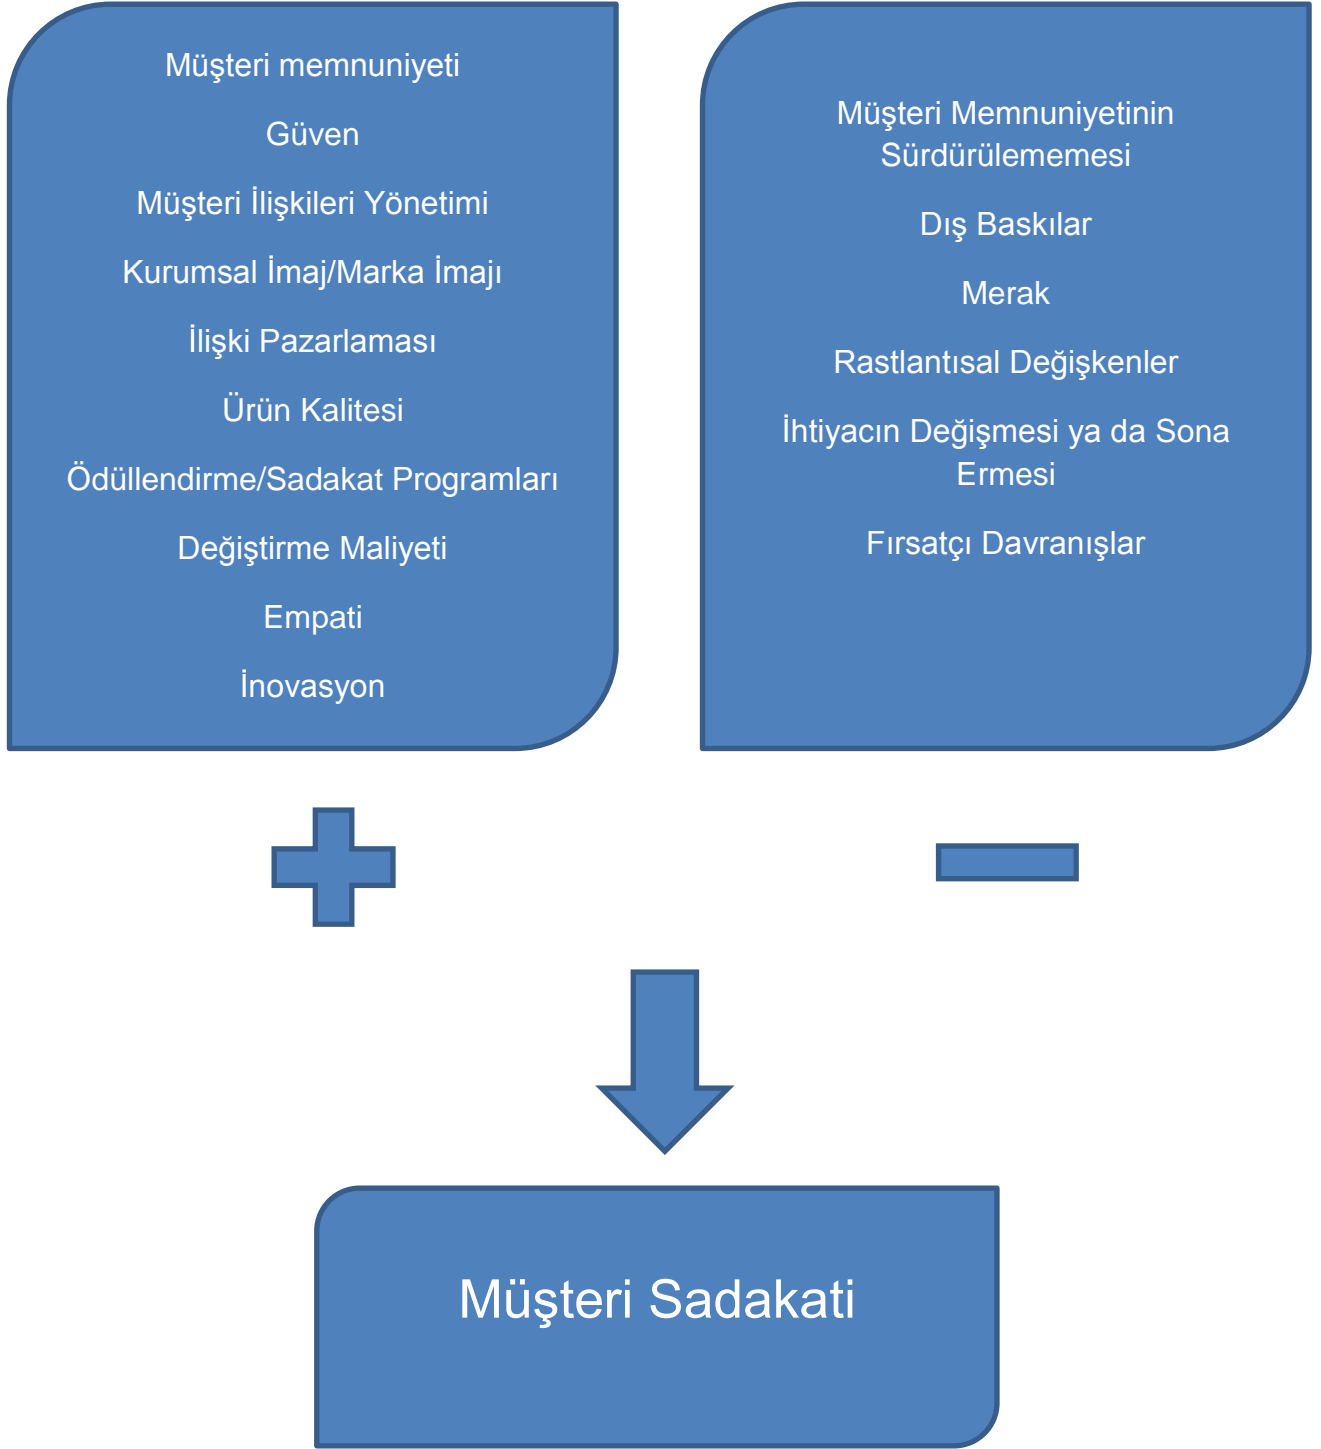 Müşteri memnuniyeti
Güven
Müşteri İlişkileri Yönetimi
Kurumsal İmaj/Marka İmajı
İlişki Pazarlaması
Ürün Kalitesi
Ödüllendirme/Sadakat Programları
Değiştirme Maliyeti
Empati
İnovasyon
Müşteri Memnuniyetinin
Sürdürülememesi
Dış Baskılar
Merak
Rastlantısal Değişkenler
İhtiyacın Değişmesi ya da Sona
Ermesi
Fırsatçı Davranışlar
Müşteri Sadakati